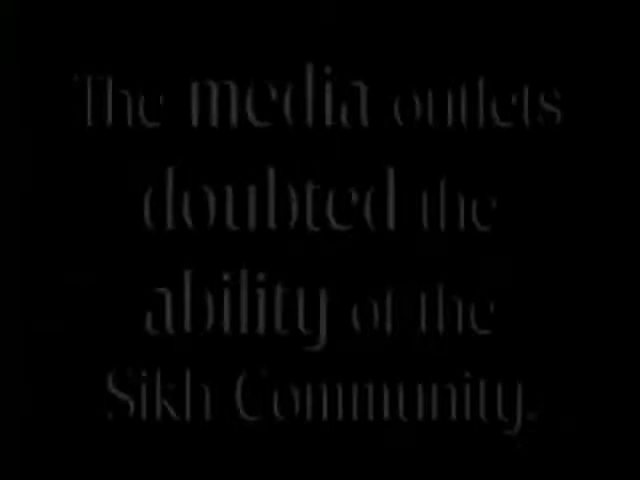 The media outlets
doubted the
ability of the
Sikh Community.